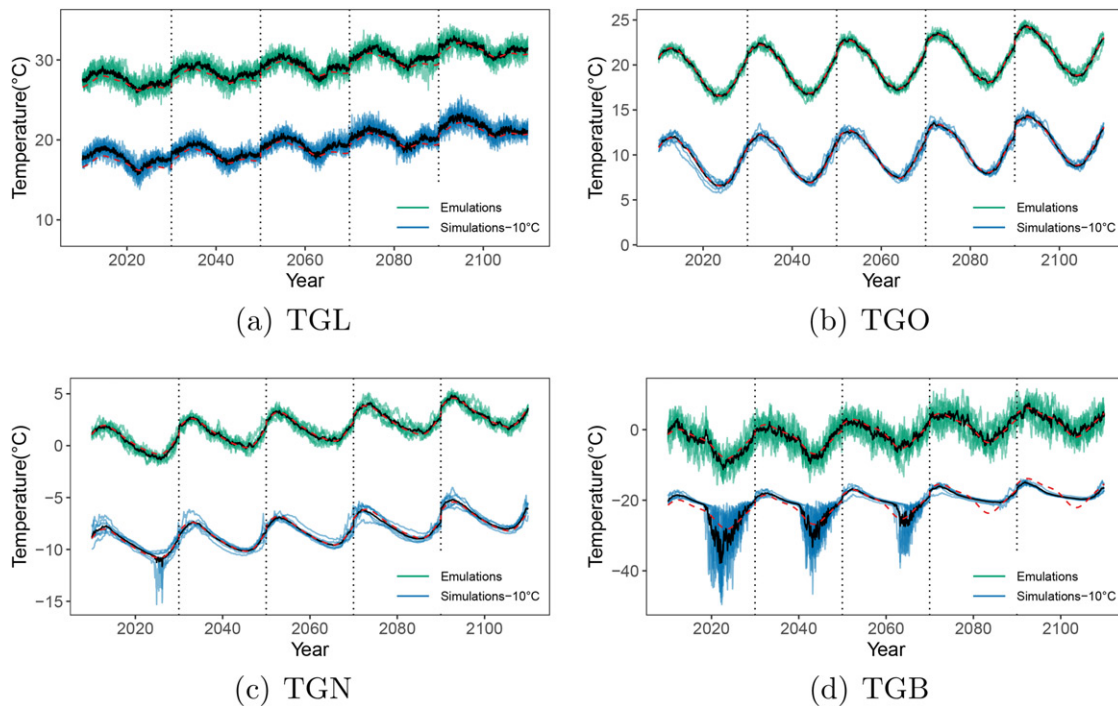 Temperature(°C)
30
20
10
Emulations
Simulations−10°C
2020 2040 2060 2080 2100
Year
(a) TGL
Temperature(°C)
25
20
15
10
5
0
Emulations
Simulations−10°C
2020 2040 2060 2080 2100
Year
(b) TGO
Temperature(°C)
5
0
−5
−10
−15
Emulations
Simulations−10°C
2020 2040 2060 2080 2100
Year
(c) TGN
Temperature(°C)
0
−20
−40
Emulations
Simulations−10°C
2020 2040 2060 2080 2100
Year
(d) TGB